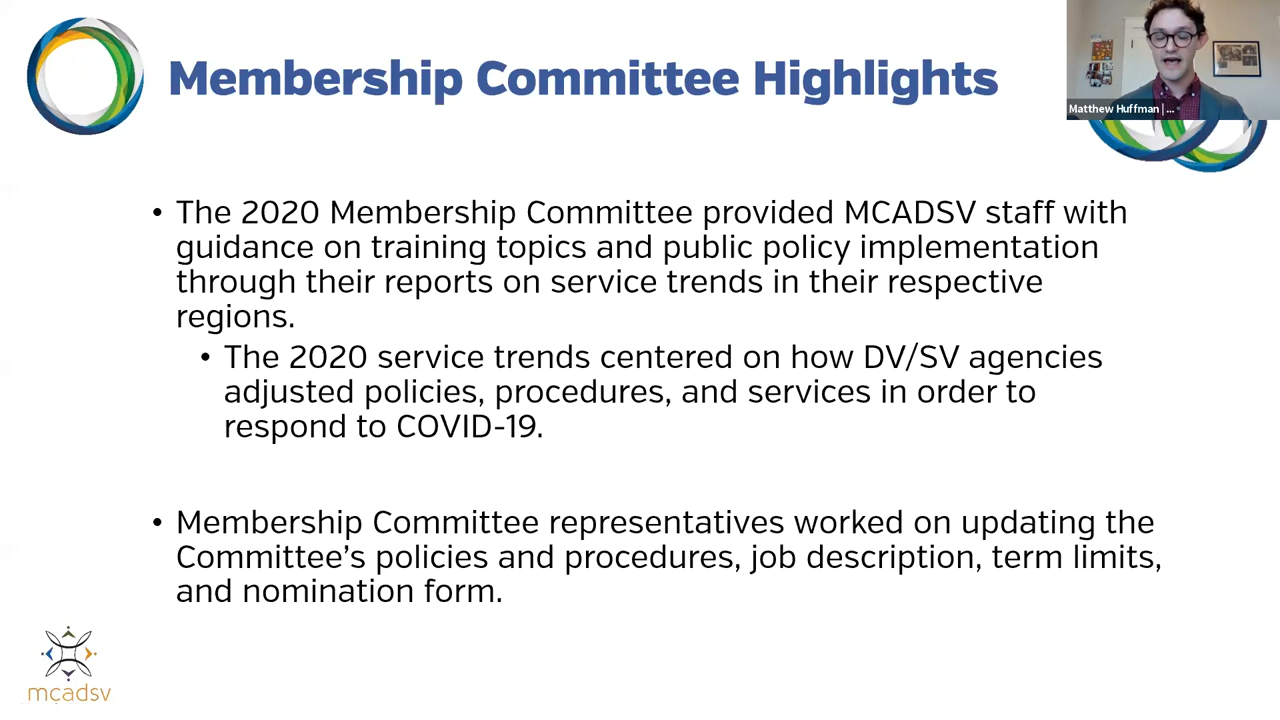 Membership Committee Highlights
Matthew Huffman | ...
• The 2020 Membership Committee provided MCADSV staff with
guidance on training topics and public policy implementation
through their reports on service trends in their respective
regions.
• The 2020 service trends centered on how DV/SV agencies
adjusted policies, procedures, and services in order to
respond to COVID-19.
• Membership Committee representatives worked on updating the
Committee’s policies and procedures, job description, term limits,
and nomination form.
mcadsv